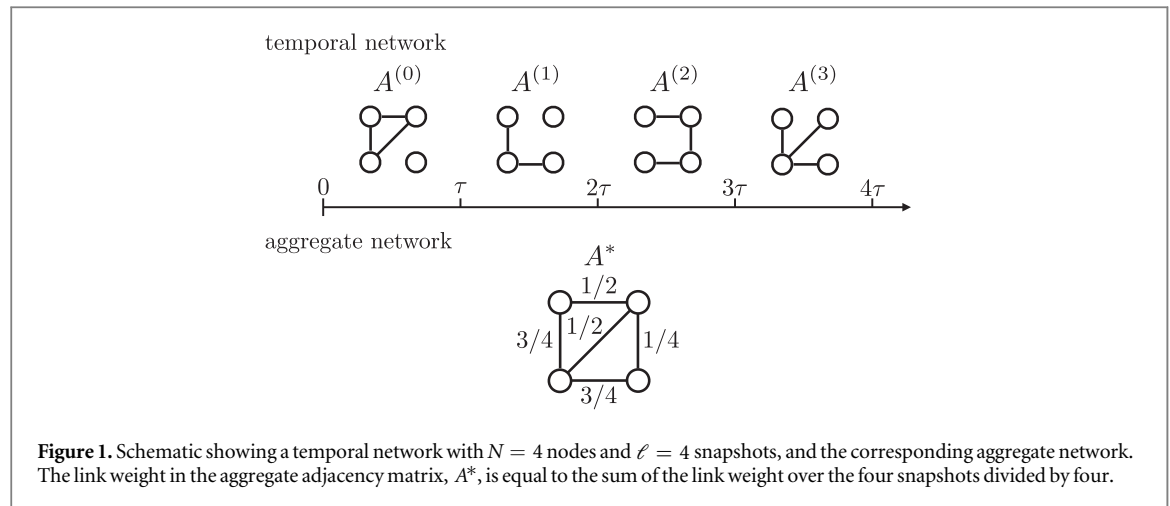 temporal network
A^(0) A^(1) A^(2) A^(3)
0 τ 2τ 3τ 4τ
aggregate network
A*
1/2
3/4 1/2 1/4
3/4
Figure 1. Schematic showing a temporal network with N = 4 nodes and ℓ = 4 snapshots, and the corresponding aggregate network.
The link weight in the aggregate adjacency matrix, A*, is equal to the sum of the link weight over the four snapshots divided by four.